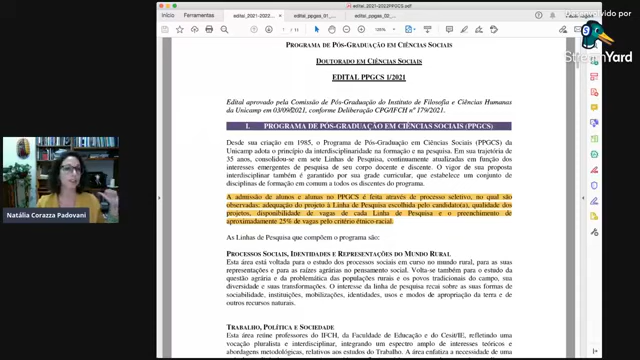 edital_2021-2022PPGCS.pdf
Início Ferramentas edital_2021-2022... edital_ppgas_01... edital_ppgas_02...
PROGRAMA DE PÓS-GRADUAÇÃO EM CIÊNCIAS SOCIAIS
DOUTORADO EM CIÊNCIAS SOCIAIS
EDITAL PPGCS 1/2021
Edital aprovado pela Comissão de Pós-Graduação do Instituto de Filosofia e Ciências Humanas
da Unicamp em 03/09/2021, conforme Deliberação CPG/IFCH nº 179/2021.
I. PROGRAMA DE PÓS-GRADUAÇÃO EM CIÊNCIAS SOCIAIS (PPGCS)
Desde sua criação em 1985, o Programa de Pós-Graduação em Ciências Sociais (PPGCS) da
Unicamp adota o princípio da interdisciplinaridade na formação e na pesquisa. Em sua trajetória de
35 anos, consolidou-se em sete Linhas de Pesquisa, continuamente atualizadas em função dos
interesses emergentes de pesquisa de seu corpo docente e discente. O vigor de sua proposta
interdisciplinar também é garantido por sua grade curricular, que estabelece um conjunto de
disciplinas de formação em comum a todos os discentes do programa.
A admissão de alunos e alunas no PPGCS é feita através de processo seletivo, no qual são
observadas: adequação do projeto à Linha de Pesquisa escolhida pelo candidato(a), qualidade dos
projetos, disponibilidade de vagas de cada Linha de Pesquisa e o preenchimento de
aproximadamente 25% de vagas pelo critério étnico-racial.
As Linhas de Pesquisa que compõem o programa são:
PROCESSOS SOCIAIS, IDENTIDADES E REPRESENTAÇÕES DO MUNDO RURAL
Esta área está voltada para o estudo dos processos sociais em curso no mundo rural, para as suas
representações e para as raízes agrárias no pensamento social. Volta-se também para o estudo da
questão agrária e da problemática das populações rurais e os povos tradicionais do campo, sua
diversidade e suas transformações. O interesse da linha de pesquisa recai sobre as suas formas de
sociabilidade, instituições, mobilizações, identidades, usos e modos de apropriação da terra e de
outros recursos naturais.
TRABALHO, POLÍTICA E SOCIEDADE
Esta área reúne professores do IFCH, da Faculdade de Educação e do Cesit/IE, refletindo uma
vocação pluralista e interdisciplinar, integrando um espectro amplo de interesses teóricos e
abordagens metodológicas, relativos aos estudos do Trabalho. A área enfatiza a necessidade de uma
Natália Corazza Padovani
StreamYard